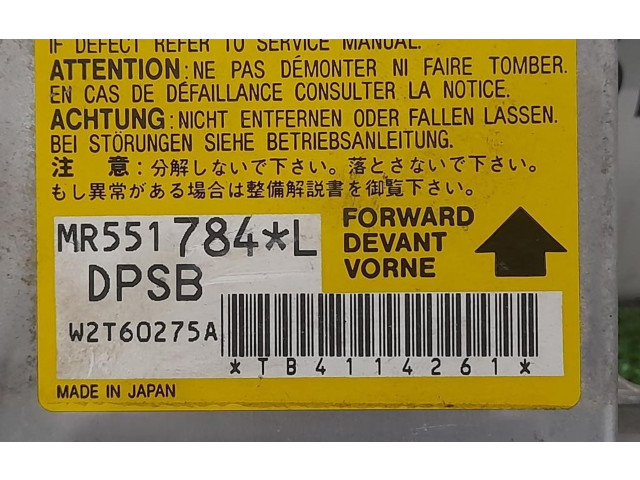 IF DEFECT REFER TO SERVICE MANUAL.
ATTENTION:NE PAS DÉMONTER NI FAIRE TOMBER.
EN CAS DE DÉFAILLANCE CONSULTER LA NOTICE.
ACHTUNG:NICHT ENTFERNEN ODER FALLEN LASSEN.
BEI STÖRUNGEN SIEHE BETRIEBSANLEITUNG.
注 意:分解しないで下さい。落とさないで下さい。
もし異常がある場合は整備解説書を御覧下さい。
MR551784*L
DPSB
W2T60275A
FORWARD
DEVANT
VORNE
*TB4114261*
MADE IN JAPAN